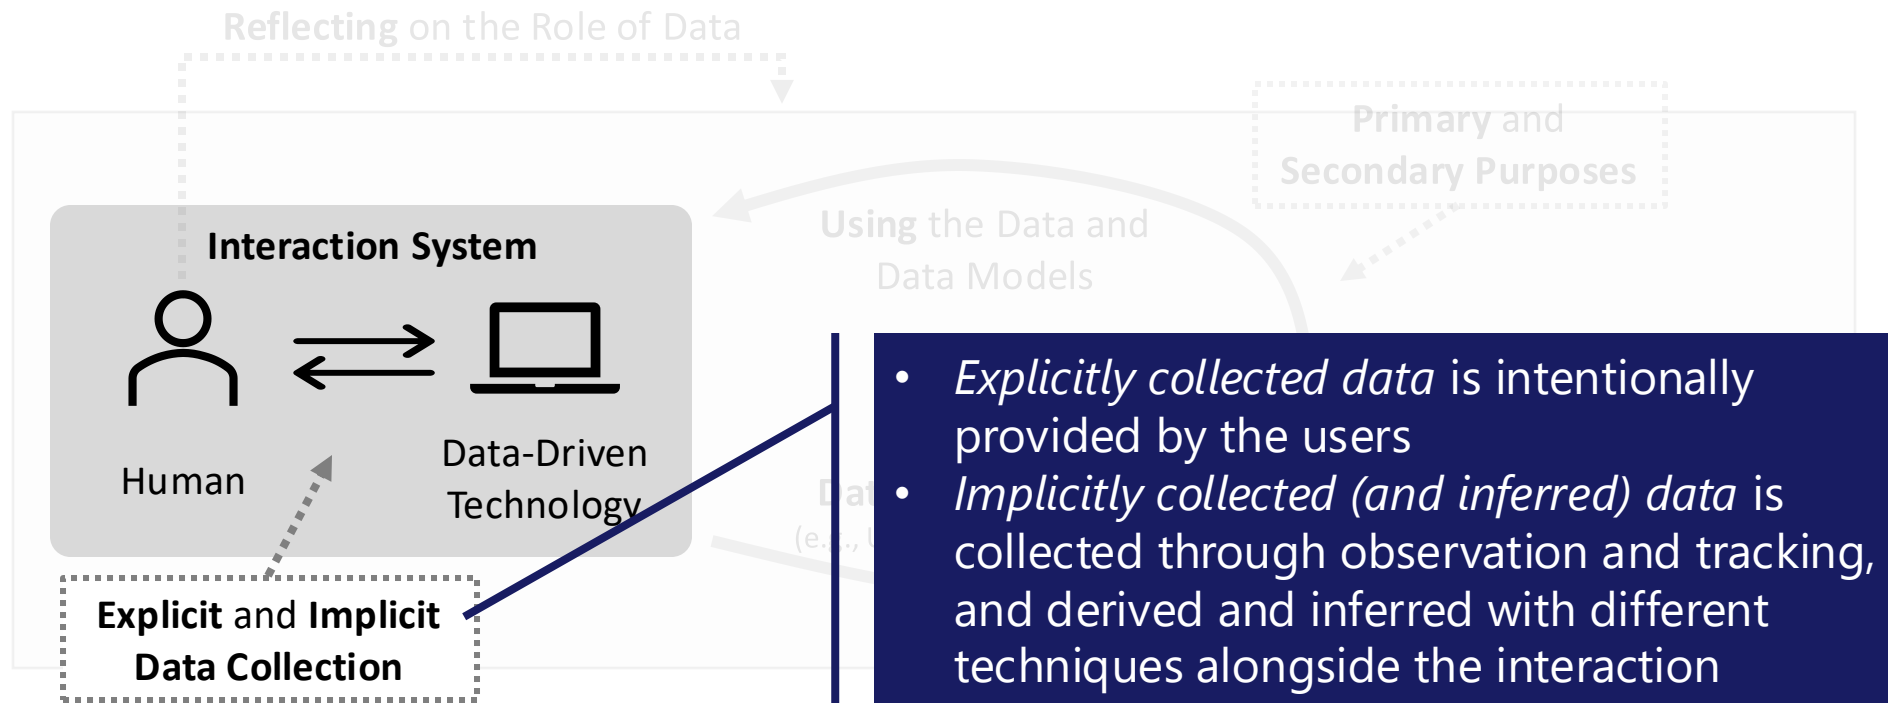 Reflecting on the Role of Data
Primary and
Secondary Purposes
Using the Data and
Data Models
Interaction System
Human
Data-Driven
Technology
(e.g.,
Explicit and Implicit
Data Collection
• Explicitly collected data is intentionally
provided by the users
• Implicitly collected (and inferred) data is
collected through observation and tracking,
and derived and inferred with different
techniques alongside the interaction